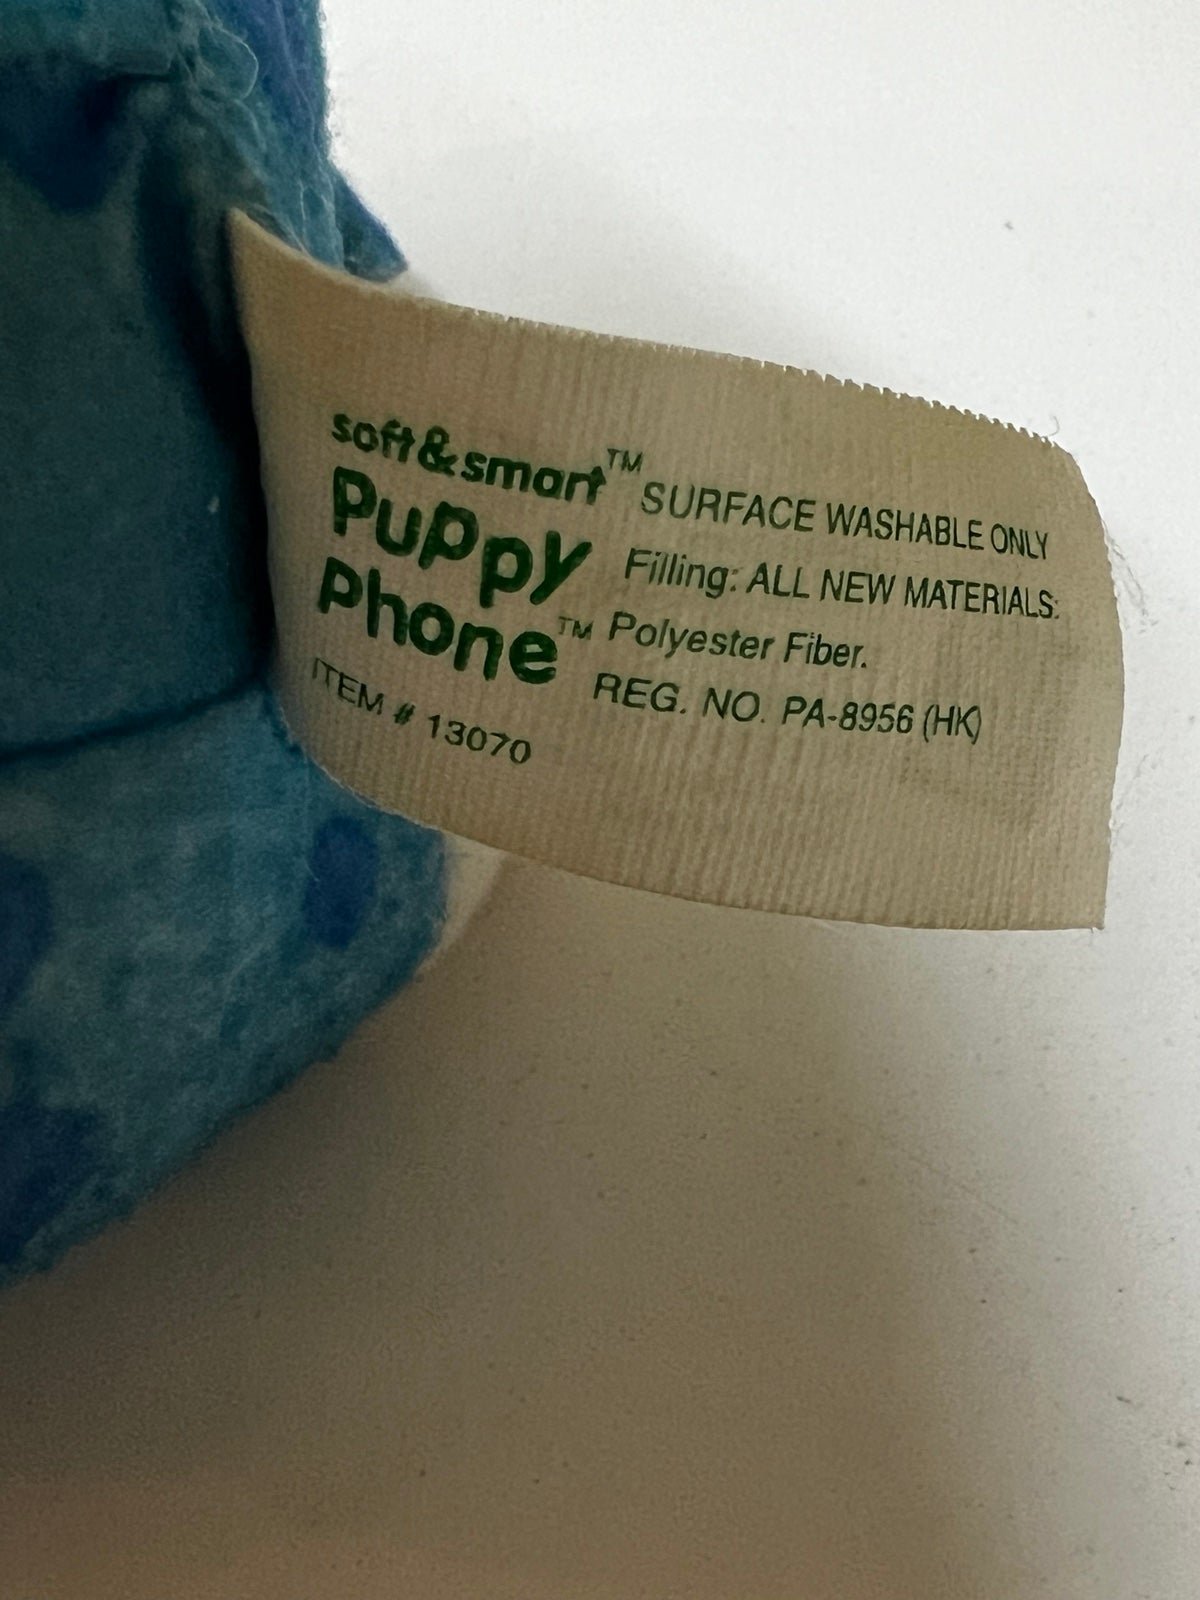 soft&smart™
Puppy
Phone™
ITEM # 13070
SURFACE WASHABLE ONLY
Filling: ALL NEW MATERIALS:
Polyester Fiber.
REG. NO. PA-8956 (HK)